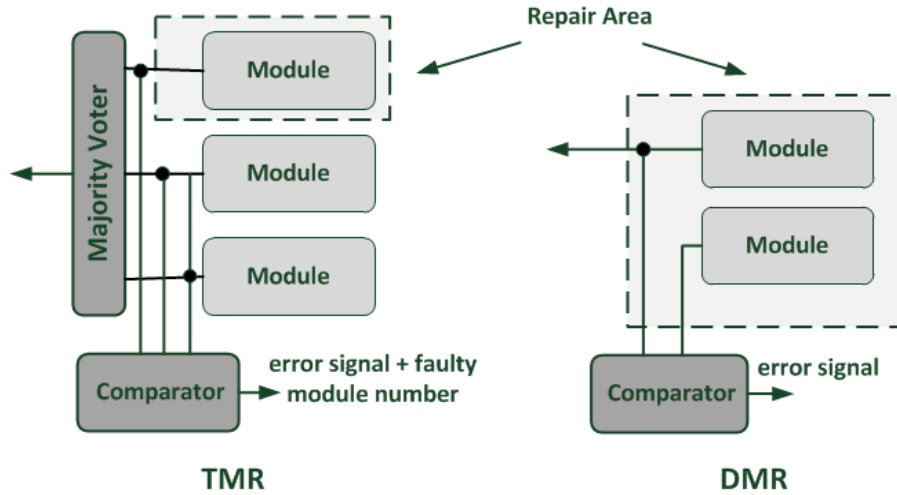 Repair Area
Module
Majority Voter
Module
Module
Comparator
error signal + faulty
module number
TMR
Module
Module
Comparator
error signal
DMR